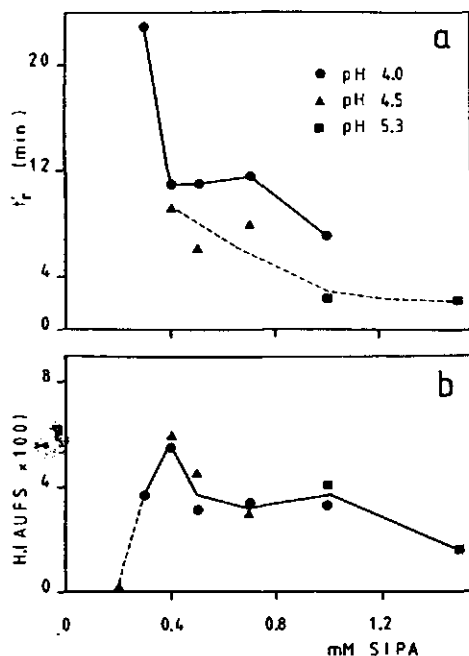 a
20
12
4
0
t'r (min)
● pH 4.0
▲ pH 4.5
■ pH 5.3
b
8
4
0
H.(AUFS ×100)
.0
0.4
0.8
1.2
mM SIPA